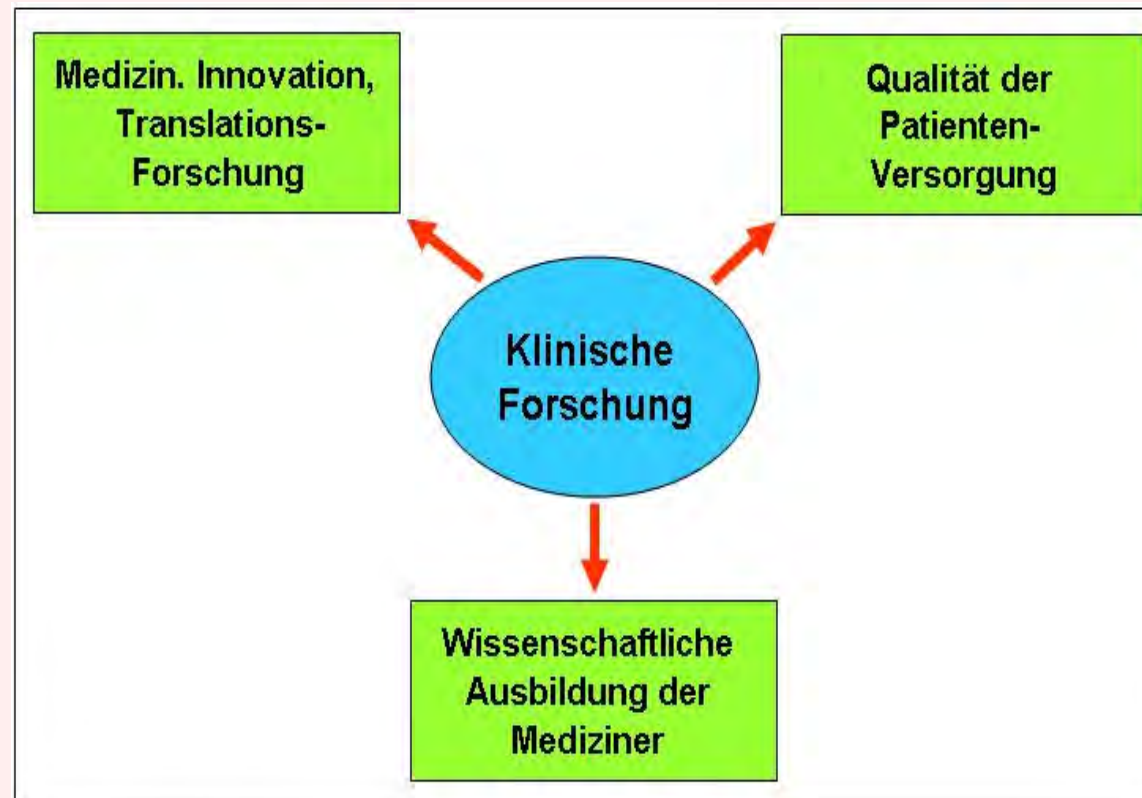 Medizin. Innovation,
Translations-
Forschung
Qualität der
Patienten-
Versorgung
Klinische
Forschung
Wissenschaftliche
Ausbildung der
Mediziner